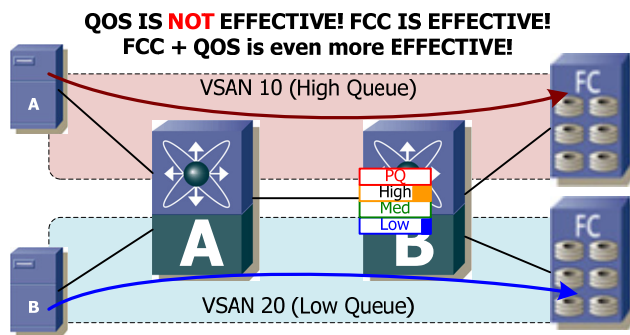 QOS IS NOT EFFECTIVE! FCC IS EFFECTIVE!
FCC + QOS is even more EFFECTIVE!
VSAN 10 (High Queue)
FC
A
A
PQ
High
Med
Low
B
FC
B
VSAN 20 (Low Queue)